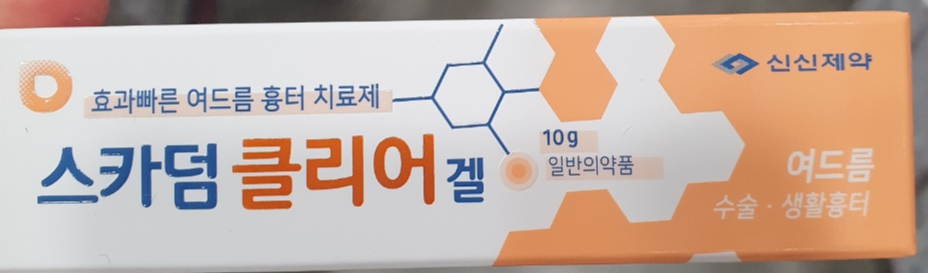 효과빠른 여드름 흉터 치료제
스카덤 클리어 겔
10g
일반의약품
신신제약
여드름
수술 · 생활흉터